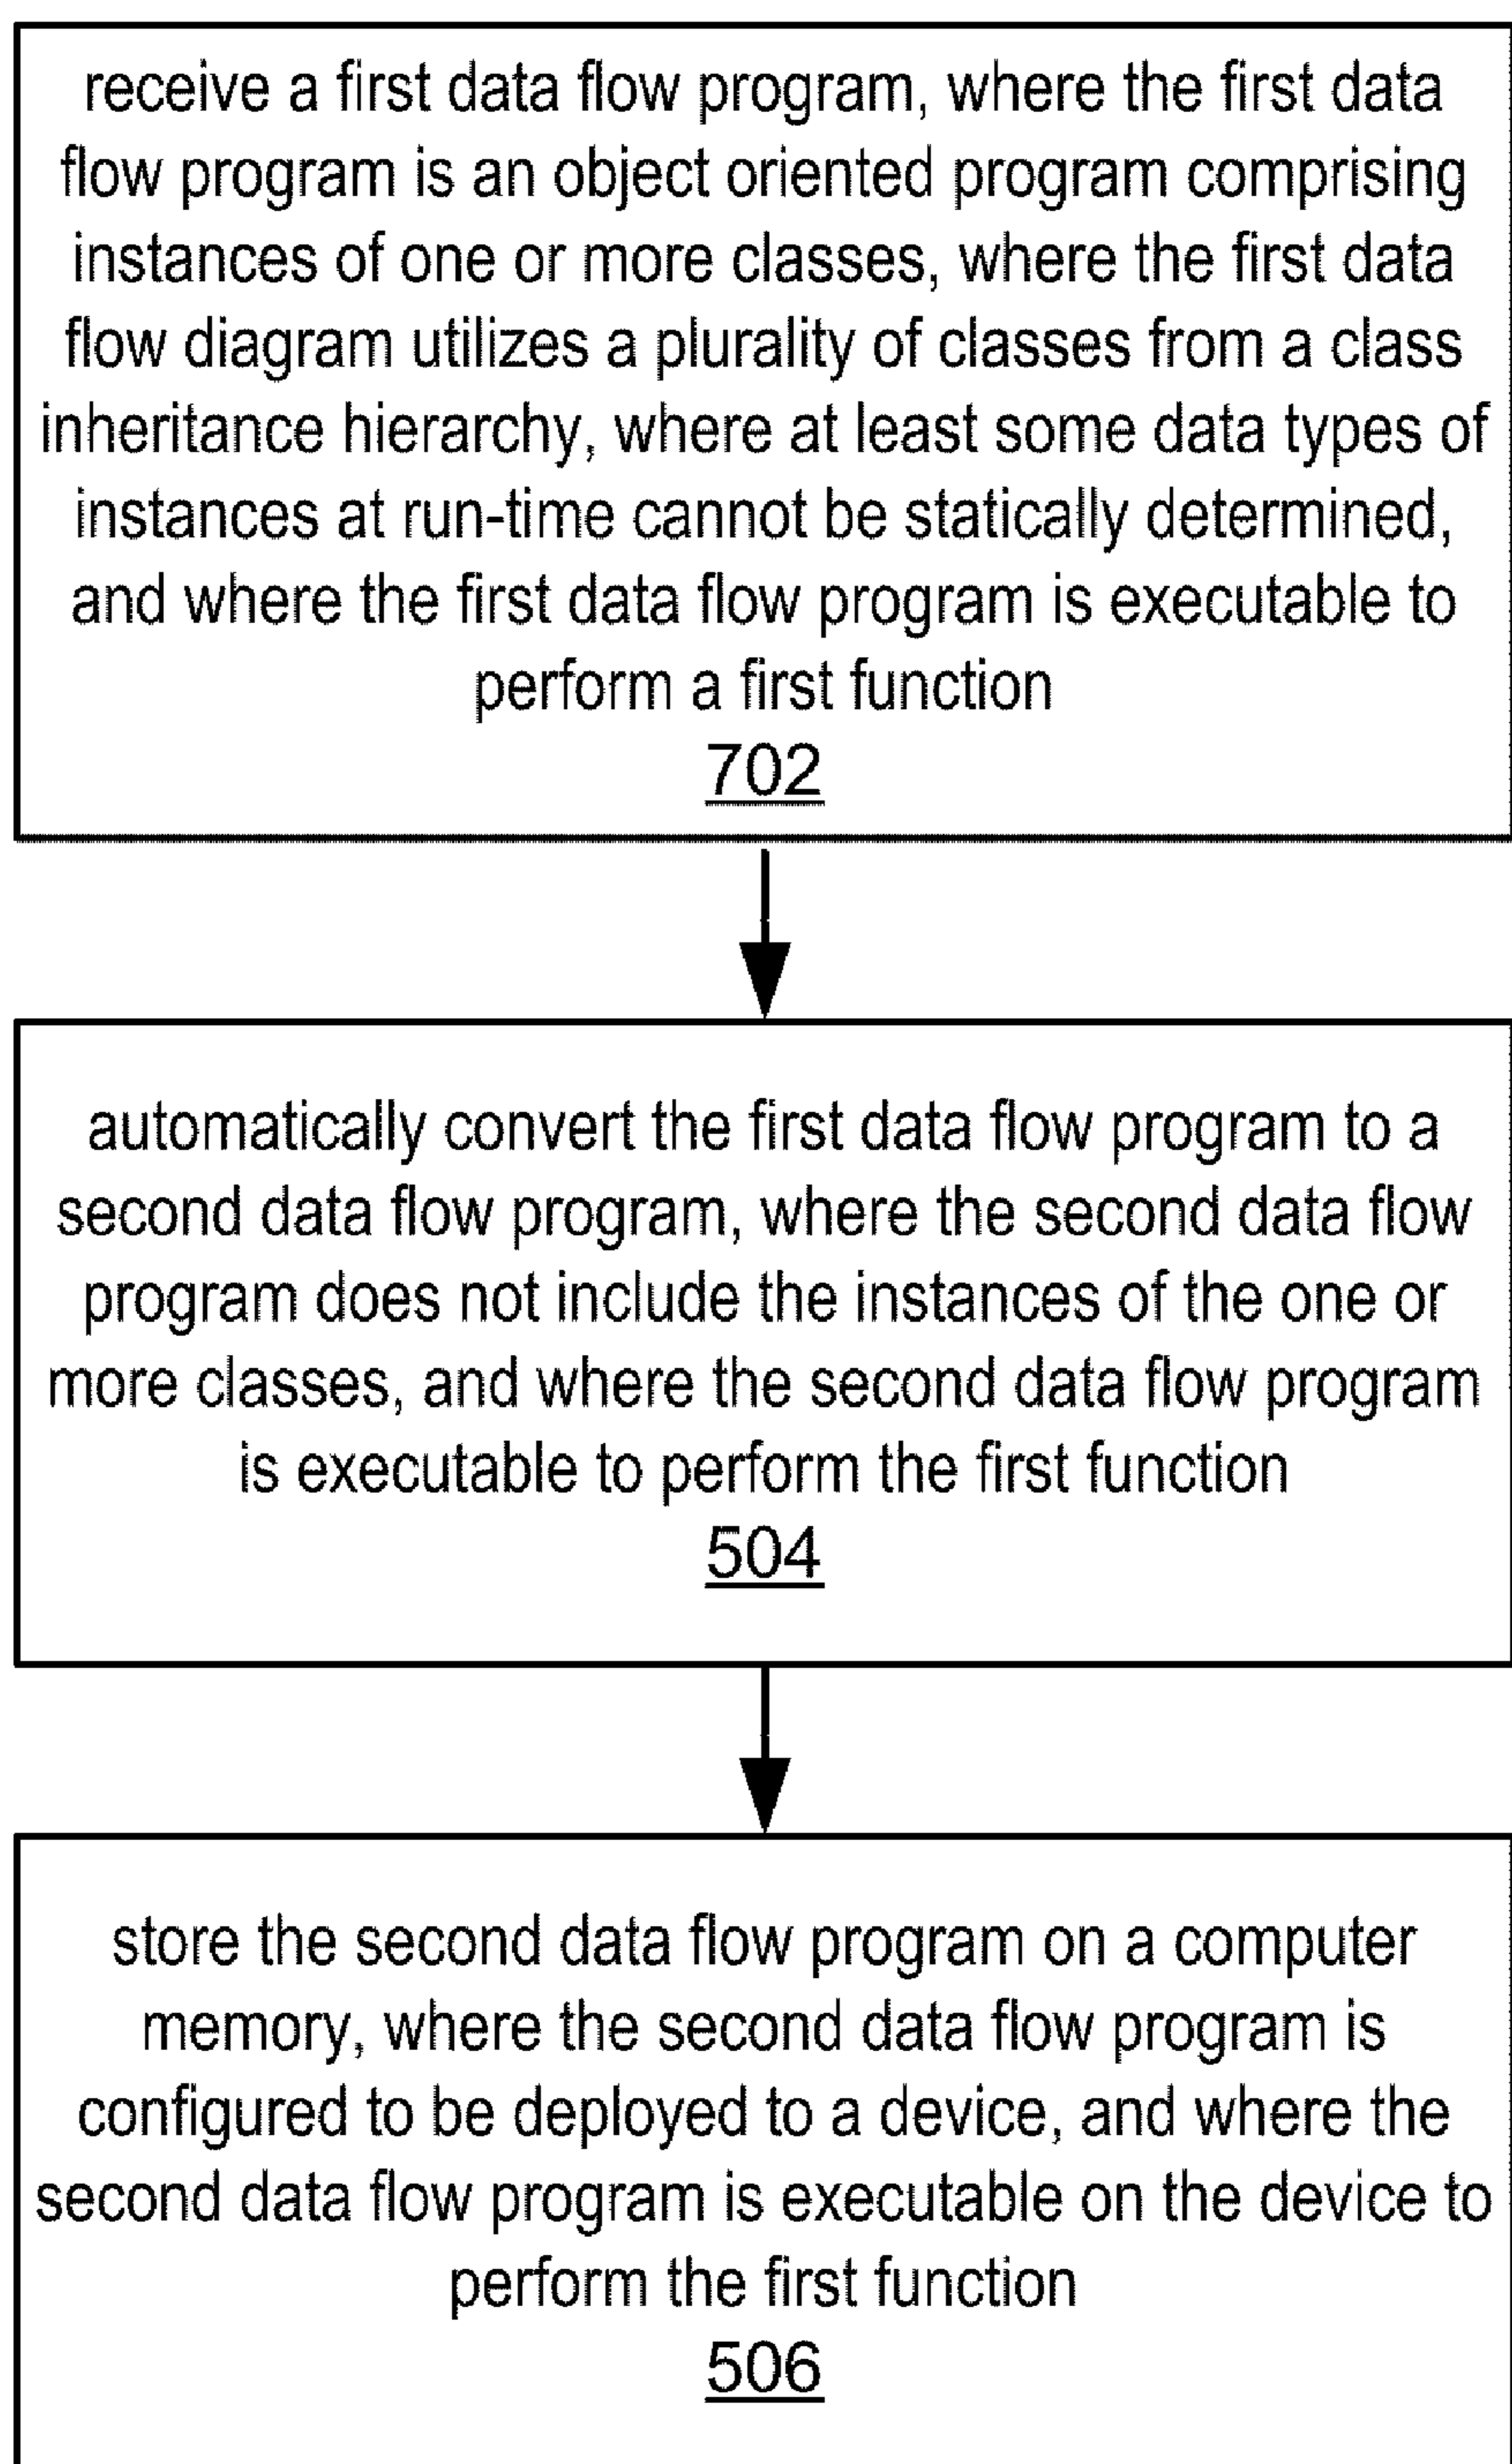 receive a first data flow program, where the first data
flow program is an object oriented program comprising
instances of one or more classes, where the first data
flow diagram utilizes a plurality of classes from a class
inheritance hierarchy, where at least some data types of
instances at run-time cannot be statically determined,
and where the first data flow program is executable to
perform a first function
702
automatically convert the first data flow program to a
second data flow program, where the second data flow
program does not include the instances of the one or
more classes, and where the second data flow program
is executable to perform the first function
504
store the second data flow program on a computer
memory, where the second data flow program is
configured to be deployed to a device, and where the
second data flow program is executable on the device to
perform the first function
506